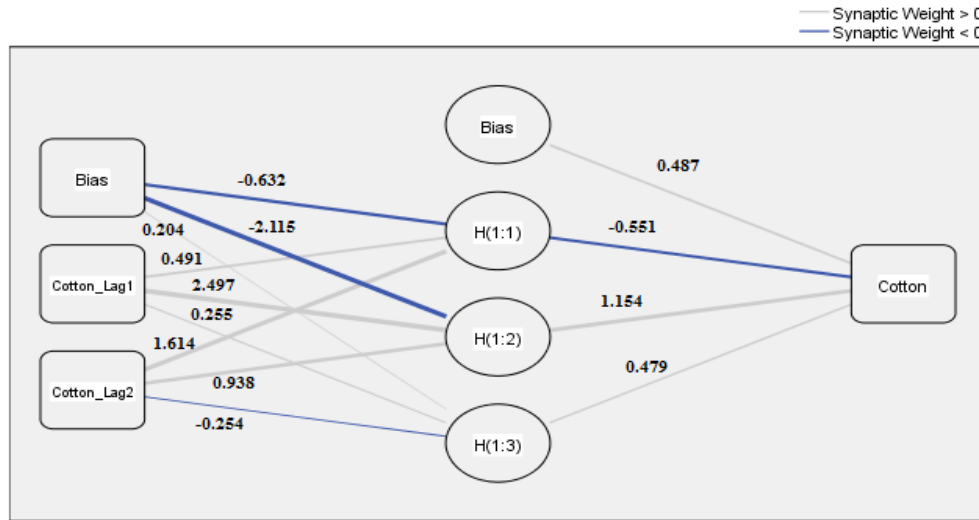 Synaptic Weight > 0
Synaptic Weight < 0
Bias
0.487
Bias
-0.632
0.204
-2.115
H(1:1)
-0.551
0.491
Cotton_Lag1
2.497
Cotton
0.255
1.154
1.614
H(1:2)
0.938
0.479
Cotton_Lag2
-0.254
H(1:3)